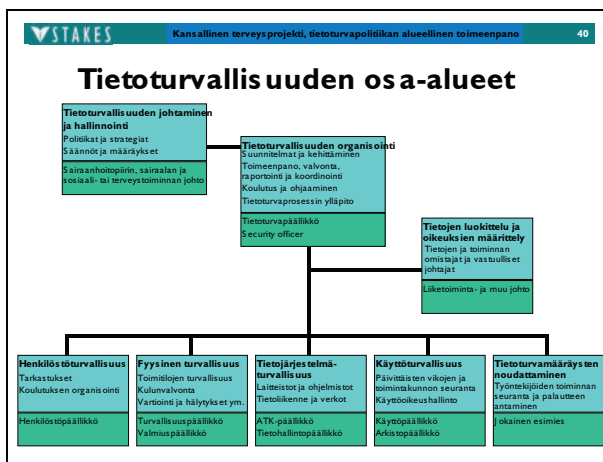 STAKES
Kansallinen terveysprojekti, tietoturvapolitiikan alueellinen toimeenpano
40
Tietoturvallisuuden osa-alueet
Tietoturvallisuuden johtaminen
ja hallinnointi
Politiikat ja strategiat
Säännöt ja määräykset
Sairaanhoitopiirin, sairaalan ja
sosiaali- tai terveystoiminnan johto
Tietoturvallisuuden organisointi
Suunnitelmat ja kehittäminen
Toimeenpano, valvonta,
raportointi ja koordinointi
Koulutus ja ohjaaminen
Tietoturvaprosessin ylläpito
Tietoturvapäällikkö
Security officer
Tietojen luokittelu ja
oikeuksien määrittely
Tietojen ja toiminnan
omistajat ja vastuulliset
johtajat
Liiketoiminta- ja muu johto
Henkilöstöturvallisuus
Tarkastukset
Koulutuksen organisointi
Henkilöstöpäällikkö
Fyysinen turvallisuus
Toimitilojen turvallisuus
Kulunvalvonta
Vartiointi ja hälytykset ym.
Turvallisuuspäällikkö
Valmiuspäällikkö
Tietojärjestelmä-
turvallisuus
Laitteistot ja ohjelmistot
Tietoliikenne ja verkot
ATK-päällikkö
Tietohallintopäällikkö
Käyttöturvallisuus
Päivittäisten vikojen ja
toimintakunnon seuranta
Käyttöoikeushallinto
Käyttöpäällikkö
Arkistopäällikkö
Tietoturvamääräysten
noudattaminen
Työntekijöiden toiminnan
seuranta ja palautteen
antaminen
Jokainen esimies